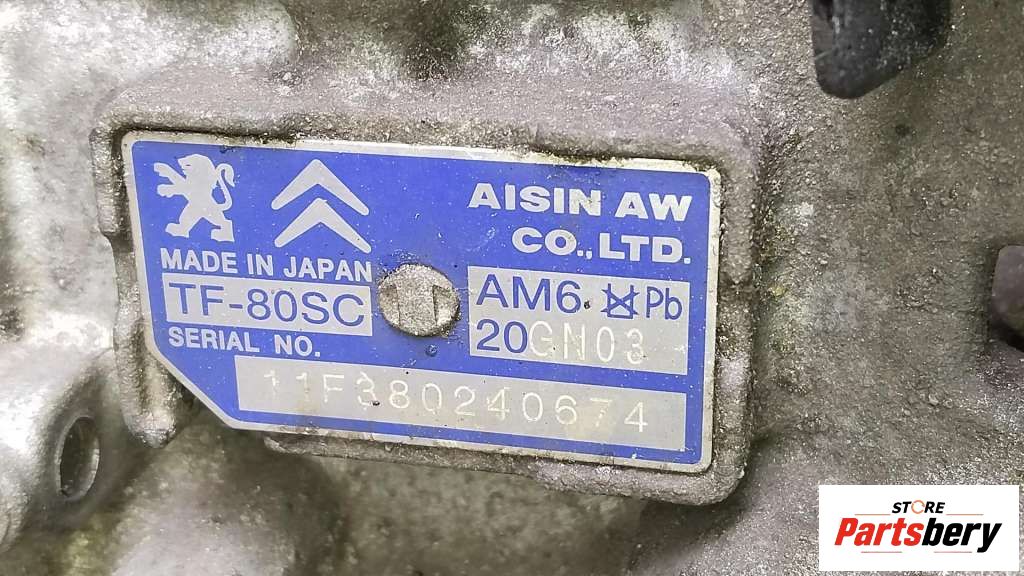 AISIN AW
CO.,LTD.
MADE IN JAPAN
TF-80SC
AM6 Pb
20GN03
SERIAL NO.
11F380240674
STORE
Partsbery